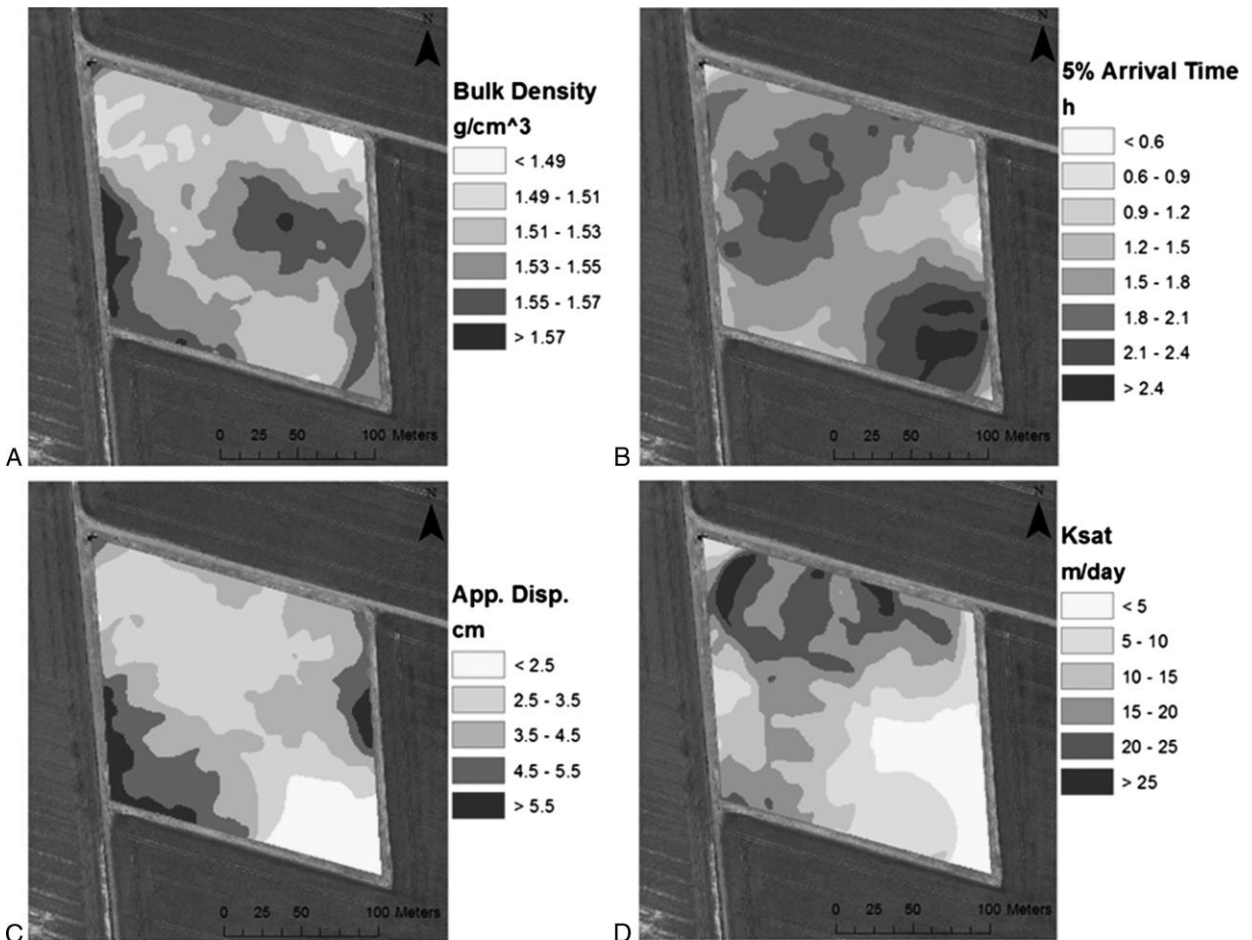 N
Bulk Density
g/cm^3
< 1.49
1.49 - 1.51
1.51 - 1.53
1.53 - 1.55
1.55 - 1.57
> 1.57
0 25 50 100 Meters
A
N
5% Arrival Time
h
< 0.6
0.6 - 0.9
0.9 - 1.2
1.2 - 1.5
1.5 - 1.8
1.8 - 2.1
2.1 - 2.4
> 2.4
0 25 50 100 Meters
B
N
App. Disp.
cm
< 2.5
2.5 - 3.5
3.5 - 4.5
4.5 - 5.5
> 5.5
0 25 50 100 Meters
C
N
Ksat
m/day
< 5
5 - 10
10 - 15
15 - 20
20 - 25
> 25
0 25 50 100 Meters
D